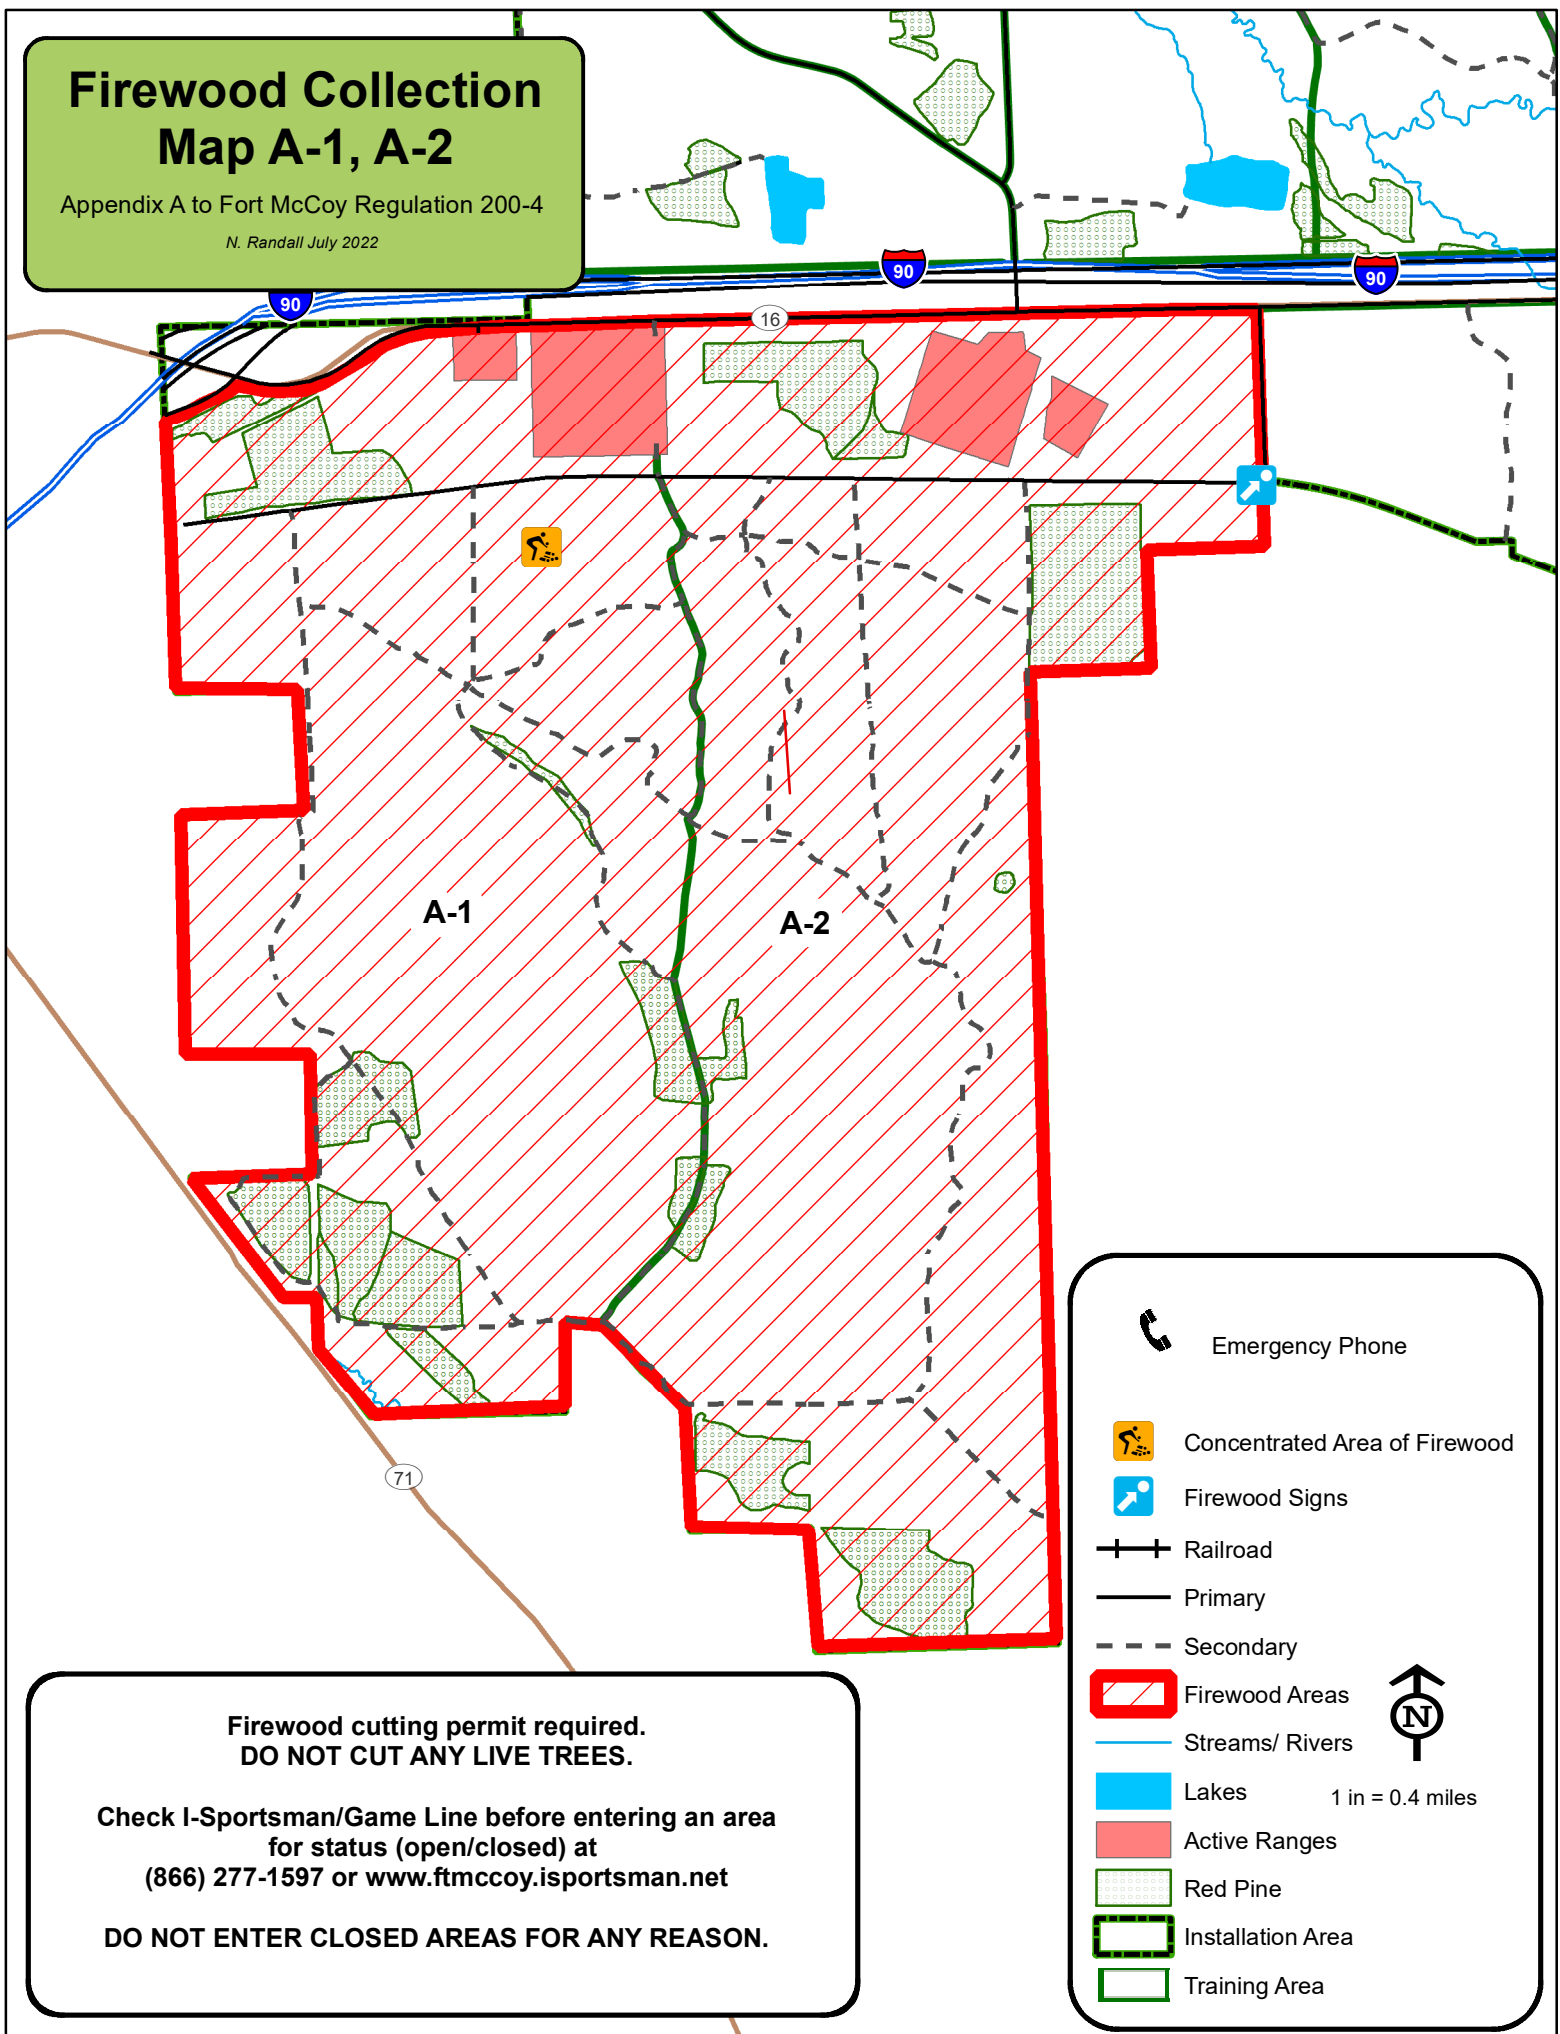 Firewood Collection
Map A-1, A-2
Appendix A to Fort McCoy Regulation 200-4
N. Randall July 2022
90
90
90
16
A-1
A-2
71
Emergency Phone
Concentrated Area of Firewood
Firewood Signs
Railroad
Primary
Secondary
Firewood Areas
N
Streams/ Rivers
Lakes
1 in = 0.4 miles
Active Ranges
Red Pine
Installation Area
Training Area
Firewood cutting permit required.
DO NOT CUT ANY LIVE TREES.
Check I-Sportsman/Game Line before entering an area
for status (open/closed) at
(866) 277-1597 or www.ftmccoy.isportsman.net
DO NOT ENTER CLOSED AREAS FOR ANY REASON.